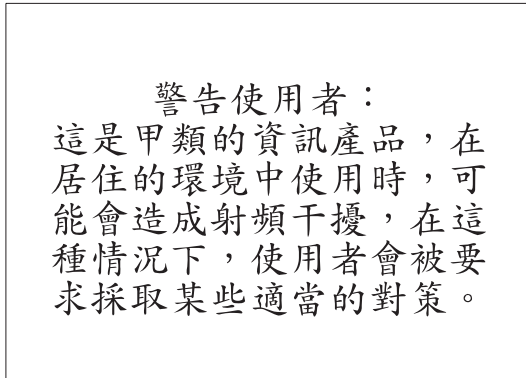 警告使用者：
這是甲類的資訊產品，在
居住的環境中使用時，可
能會造成射頻干擾，在這
種情況下，使用者會被要
求採取某些適當的對策。